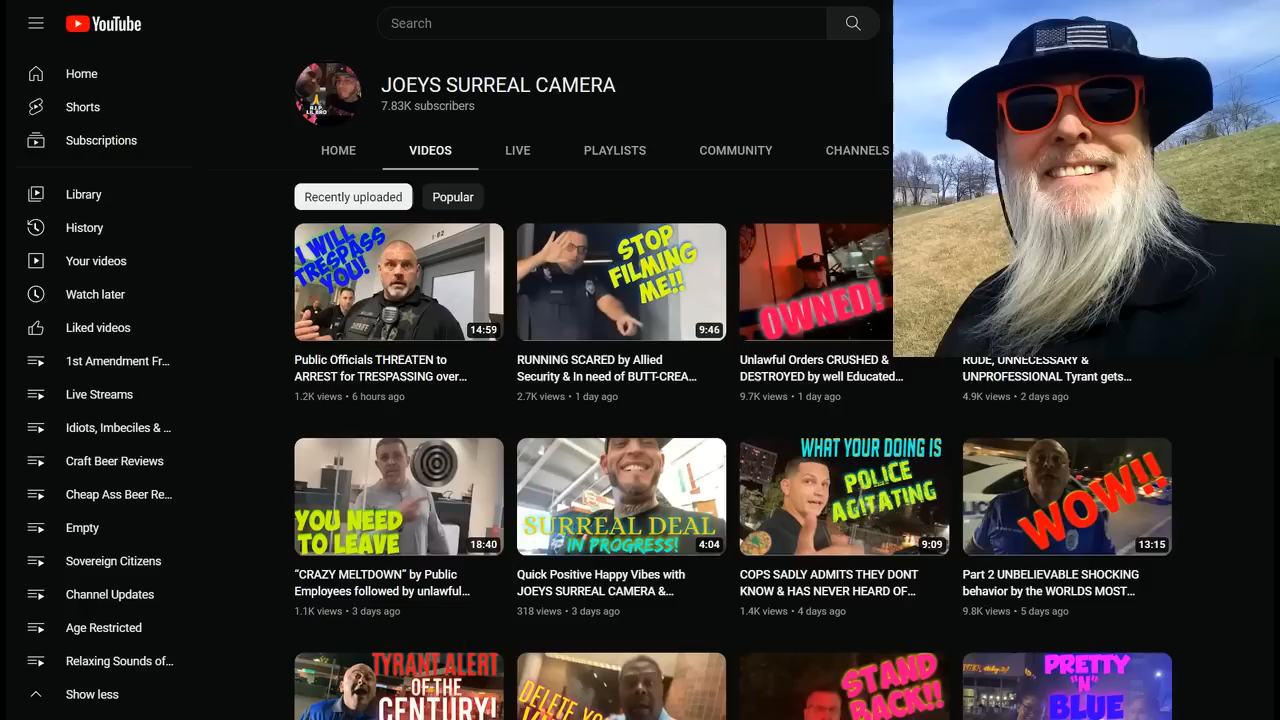 YouTube
Search
JOEYS SURREAL CAMERA
7.83K subscribers
HOME
VIDEOS
LIVE
PLAYLISTS
COMMUNITY
CHANNELS
Recently uploaded
Popular
Home
Shorts
Subscriptions
Library
History
Your videos
Watch later
Liked videos
1st Amendment Fr...
Live Streams
Idiots, Imbeciles & ...
Craft Beer Reviews
Cheap Ass Beer Re...
Empty
Sovereign Citizens
Channel Updates
Age Restricted
Relaxing Sounds of...
Show less
I WILL
TRESPASS
YOU!
SHERIFF
14:59
Public Officials THREATEN to
ARREST for TRESPASSING over...
1.2K views • 6 hours ago
STOP
FILMING
ME!!
9:46
RUNNING SCARED by Allied
Security & In need of BUTT-CREA...
2.7K views • 1 day ago
OWNED!
Unlawful Orders CRUSHED &
DESTROYED by well Educated...
9.7K views • 1 day ago
RUDE, UNNECESSARY &
UNPROFESSIONAL Tyrant gets...
4.9K views • 2 days ago
YOU NEED
TO LEAVE
18:40
“CRAZY MELTDOWN” by Public
Employees followed by unlawful...
1.1K views • 3 days ago
SURREAL DEAL
IN PROGRESS!
4:04
Quick Positive Happy Vibes with
JOEYS SURREAL CAMERA &...
318 views • 3 days ago
WHAT YOUR DOING IS
POLICE
AGITATING
9:09
COPS SADLY ADMITS THEY DONT
KNOW & HAS NEVER HEARD OF...
1.4K views • 4 days ago
WOW!!
13:15
Part 2 UNBELIEVABLE SHOCKING
behavior by the WORLDS MOST...
9.8K views • 5 days ago
TYRANT ALERT
OF THE
CENTURY!
STAND
BACK!!
PRETTY
"N"
BLUE